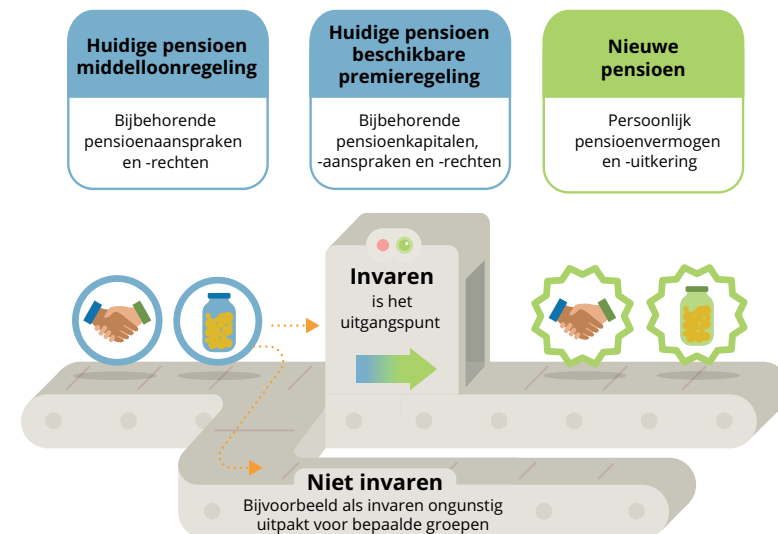 Huidige pensioen
middelloonregeling
Bijbehorende
pensioenaanspraken
en -rechten
Huidige pensioen
beschikbare
premieregeling
Bijbehorende
pensioenkapitalen,
-aanspraken en -rechten
Nieuwe
pensioen
Persoonlijk
pensioenvermogen
en -uitkering
Invaren
is het
uitgangspunt
Niet invaren
Bijvoorbeeld als invaren ongunstig
uitpakt voor bepaalde groepen